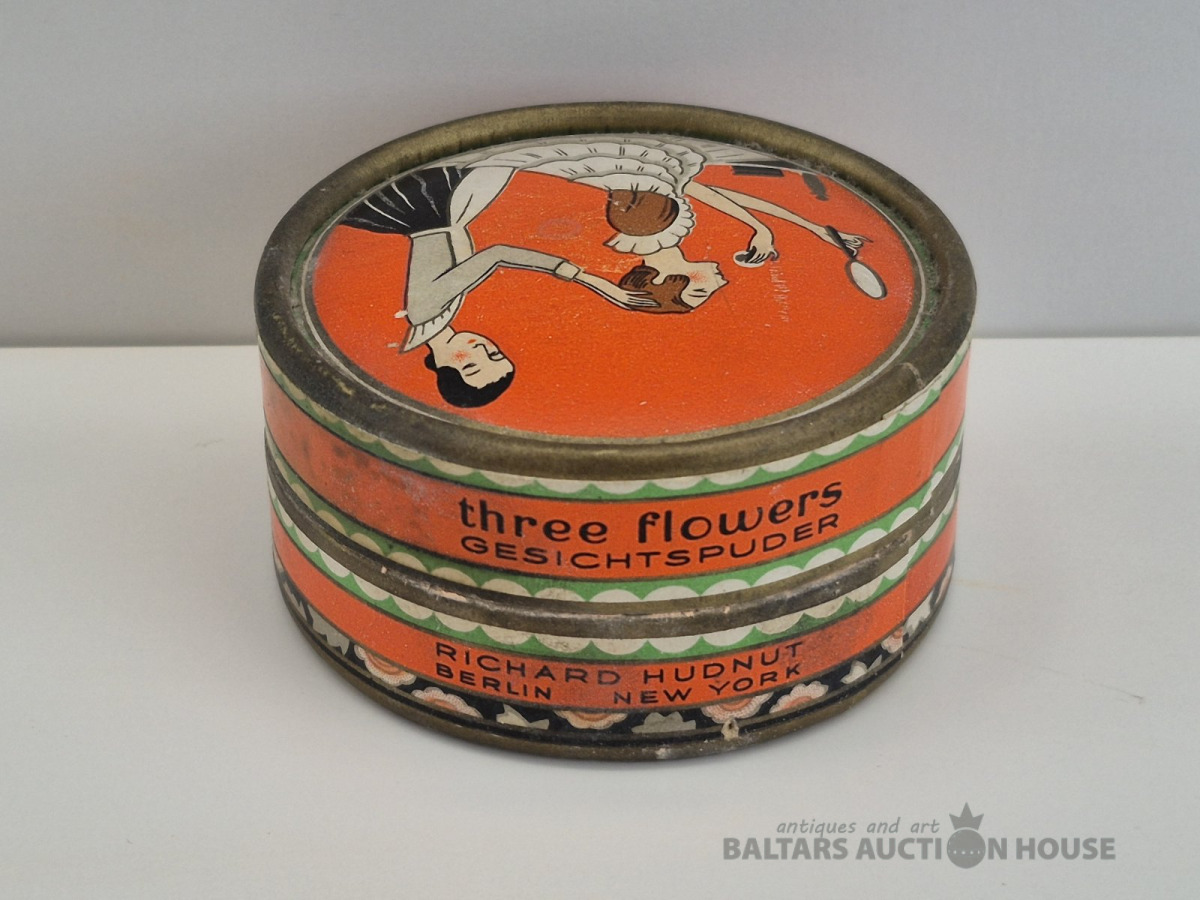 three flowers
GESICHTSPUDER
RICHARD HUDNUT
BERLIN NEW YORK
antiques and art
BALTARS AUCTION HOUSE